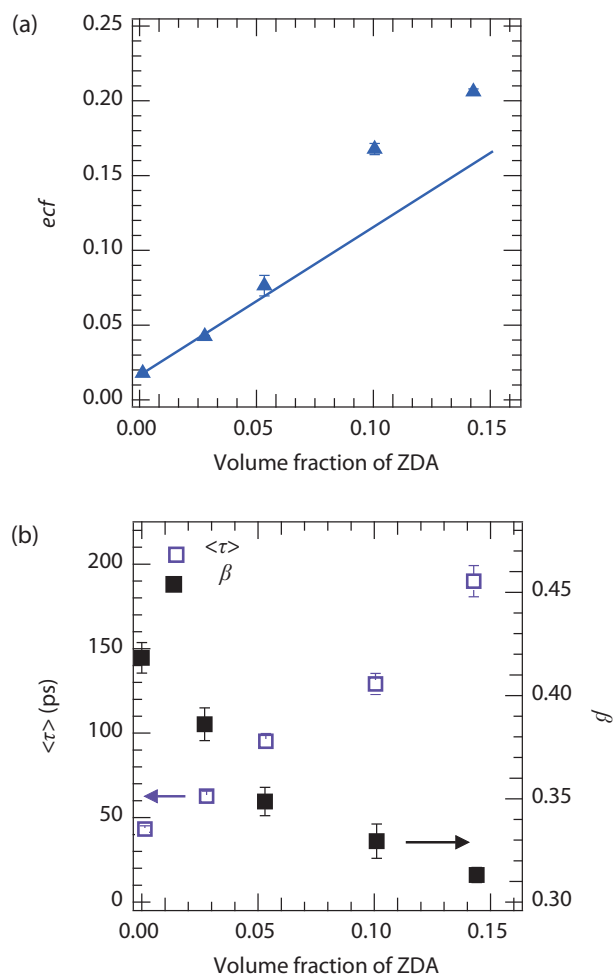 (a)
0.25
0.20
0.15
0.10
0.05
0.00
ecf
0.00 0.05 0.10 0.15
Volume fraction of ZDA
(b)
<τ>
β
200
150
100
50
0
<τ> (ps)
0.45
0.40
0.35
0.30
β
0.00 0.05 0.10 0.15
Volume fraction of ZDA